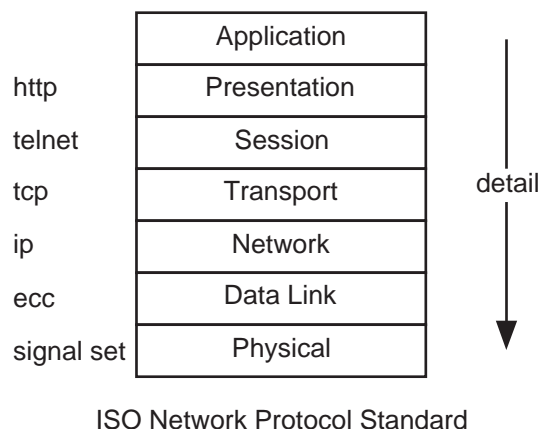 Application
http Presentation
telnet Session
tcp Transport
detail
ip Network
ecc Data Link
signal set Physical
ISO Network Protocol Standard